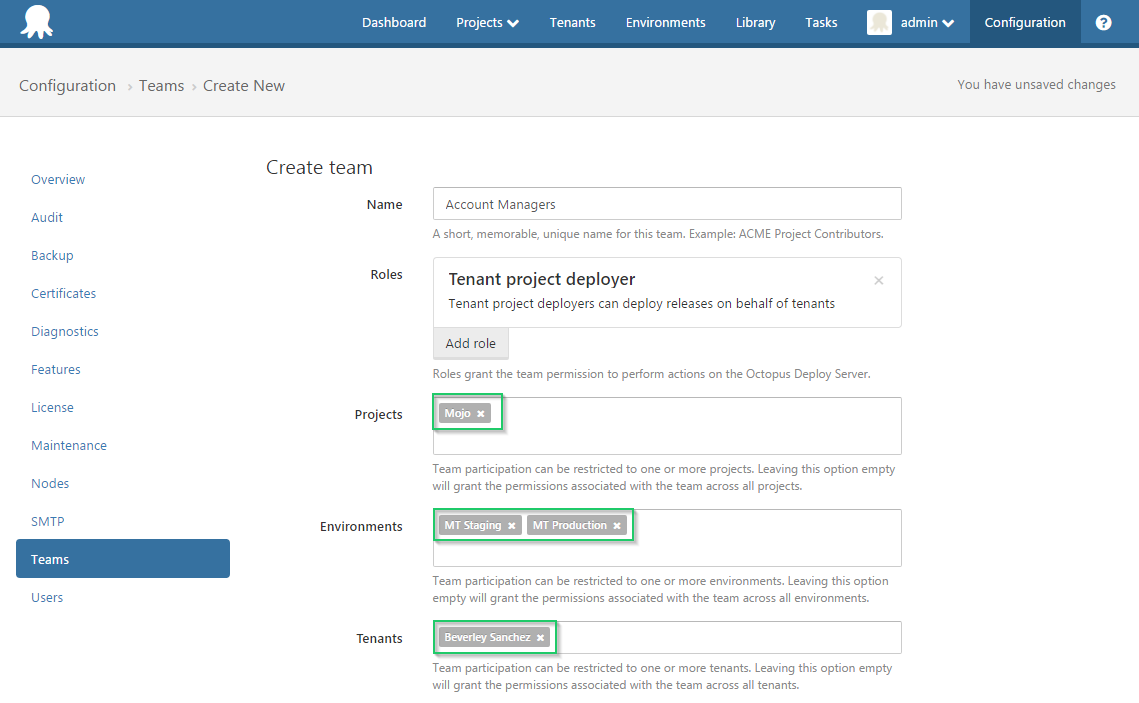 Dashboard Projects Tenants Environments Library Tasks admin Configuration ?
Configuration › Teams › Create New
You have unsaved changes
Overview
Audit
Backup
Certificates
Diagnostics
Features
License
Maintenance
Nodes
SMTP
Teams
Users
Create team
Name
Account Managers
A short, memorable, unique name for this team. Example: ACME Project Contributors.
Roles
Tenant project deployer ×
Tenant project deployers can deploy releases on behalf of tenants
Add role
Roles grant the team permission to perform actions on the Octopus Deploy Server.
Projects
Mojo ×
Team participation can be restricted to one or more projects. Leaving this option empty
will grant the permissions associated with the team across all projects.
Environments
MT Staging × MT Production ×
Team participation can be restricted to one or more environments. Leaving this option
empty will grant the permissions associated with the team across all environments.
Tenants
Beverley Sanchez ×
Team participation can be restricted to one or more tenants. Leaving this option empty
will grant the permissions associated with the team across all tenants.